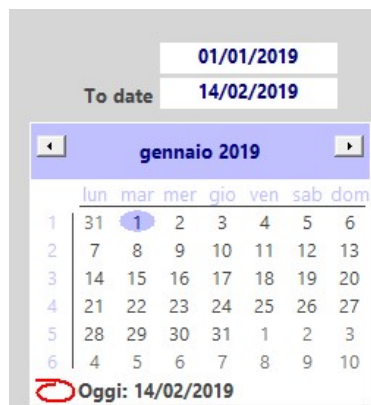 01/01/2019
To date 14/02/2019
gennaio 2019
lun mar mer gio ven sab dom
1 31 1 2 3 4 5 6
2 7 8 9 10 11 12 13
3 14 15 16 17 18 19 20
4 21 22 23 24 25 26 27
5 28 29 30 31 1 2 3
6 4 5 6 7 8 9 10
Oggi: 14/02/2019